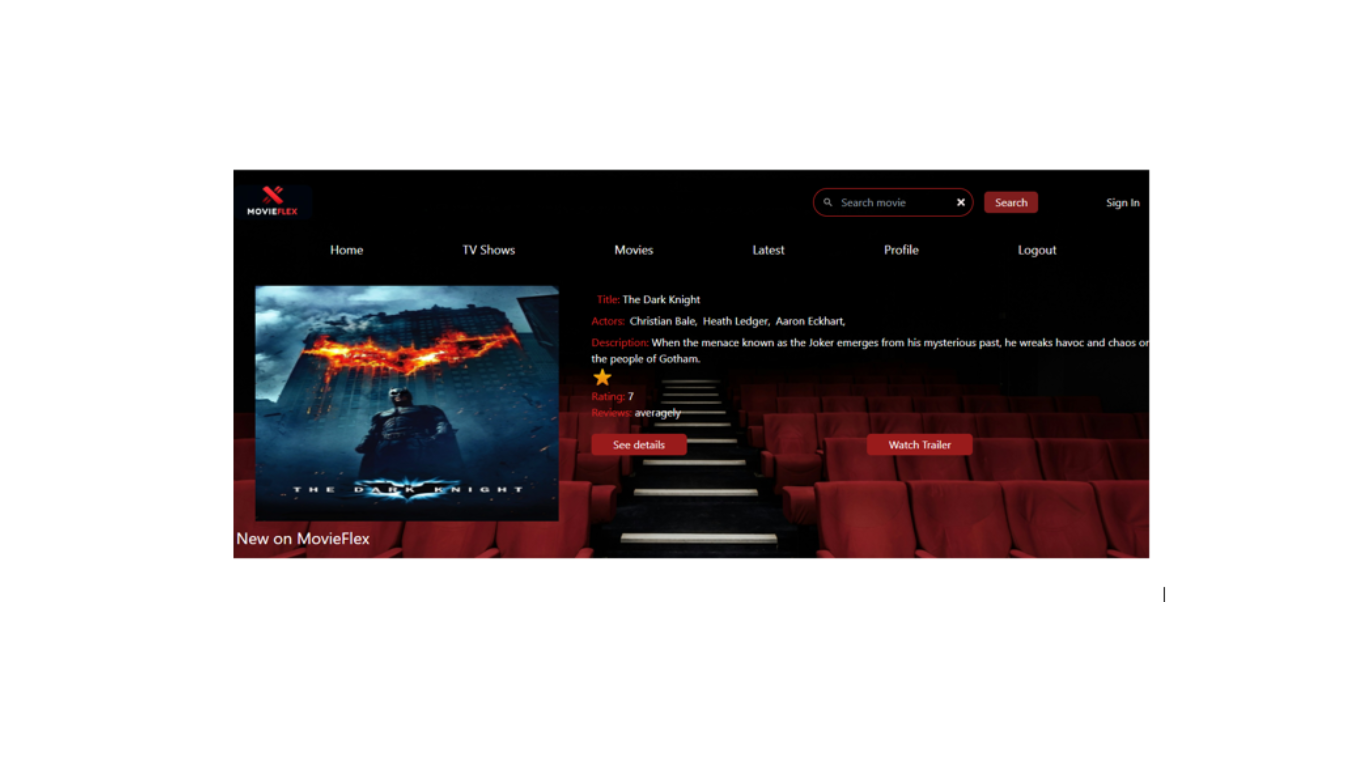 MOVIEFLEX
Search movie
Search
Sign In
Home TV Shows Movies Latest Profile Logout
Title: The Dark Knight
Actors: Christian Bale, Heath Ledger, Aaron Eckhart,
Description: When the menace known as the Joker emerges from his mysterious past, he wreaks havoc and chaos on
the people of Gotham.
Rating: 7
Reviews: averagely
See details Watch Trailer
THE DARK KNIGHT
New on MovieFlex